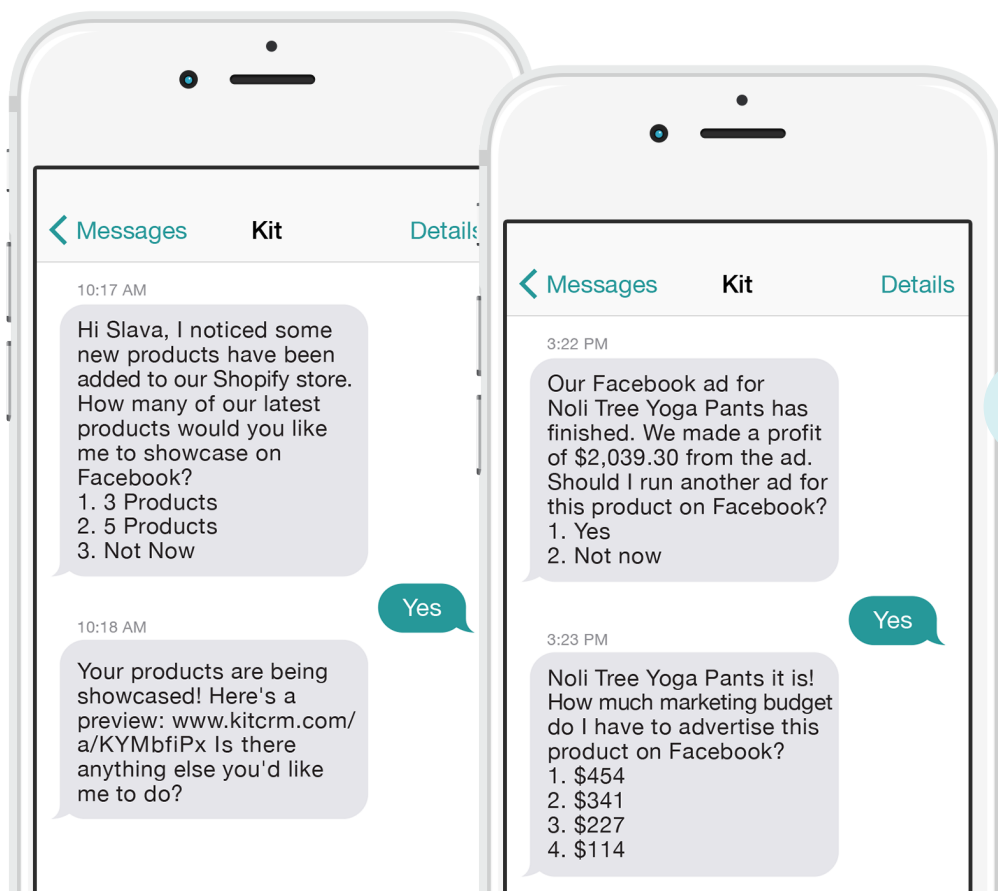 Messages
Kit
Details
10:17 AM
Hi Slava, I noticed some
new products have been
added to our Shopify store.
How many of our latest
products would you like
me to showcase on
Facebook?
1. 3 Products
2. 5 Products
3. Not Now
Yes
10:18 AM
Your products are being
showcased! Here's a
preview: www.kitcrm.com/
a/KYMbfiPx Is there
anything else you'd like
me to do?
Messages
Kit
Details
3:22 PM
Our Facebook ad for
Noli Tree Yoga Pants has
finished. We made a profit
of $2,039.30 from the ad.
Should I run another ad for
this product on Facebook?
1. Yes
2. Not now
Yes
3:23 PM
Noli Tree Yoga Pants it is!
How much marketing budget
do I have to advertise this
product on Facebook?
1. $454
2. $341
3. $227
4. $114